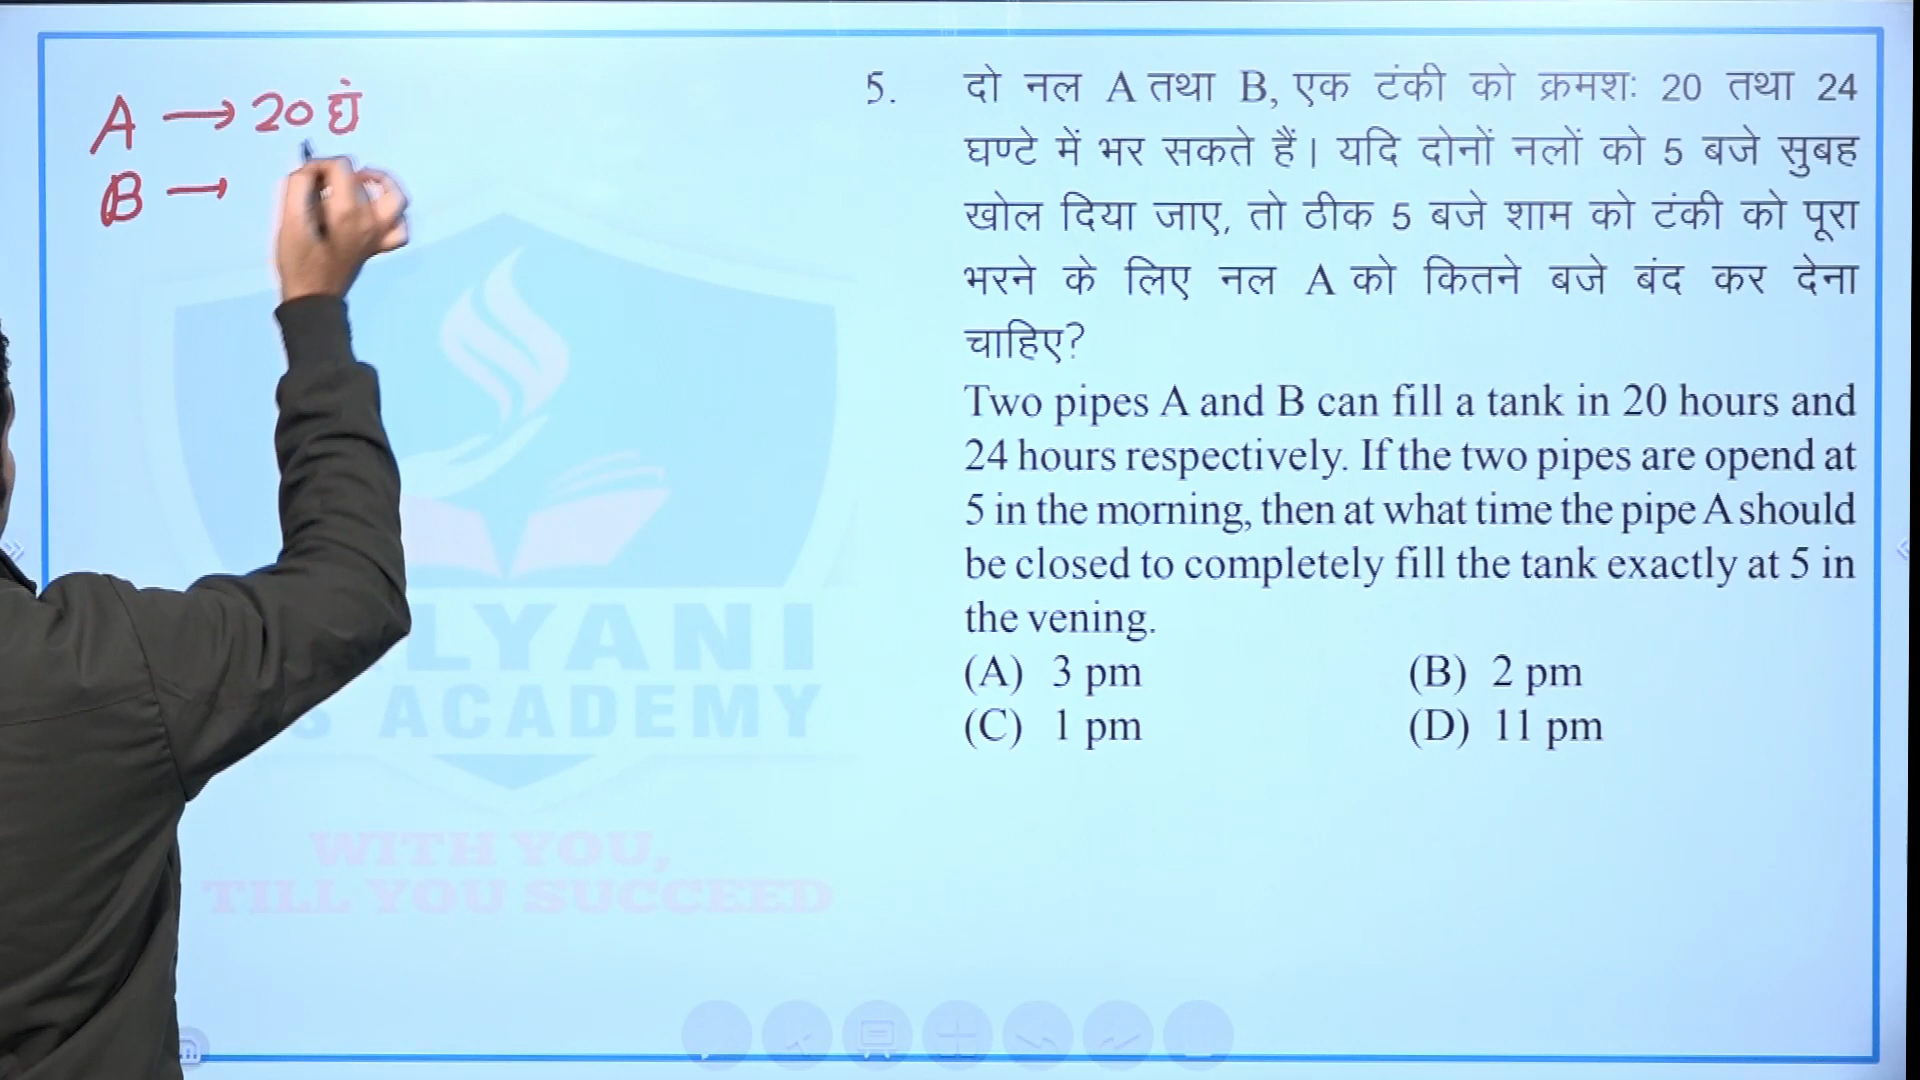 A → 20 घं
B →
5. दो नल A तथा B, एक टंकी को क्रमशः 20 तथा 24
घण्टे में भर सकते हैं। यदि दोनों नलों को 5 बजे सुबह
खोल दिया जाए, तो ठीक 5 बजे शाम को टंकी को पूरा
भरने के लिए नल A को कितने बजे बंद कर देना
चाहिए?
Two pipes A and B can fill a tank in 20 hours and
24 hours respectively. If the two pipes are opend at
5 in the morning, then at what time the pipe A should
be closed to completely fill the tank exactly at 5 in
the vening.
(A) 3 pm (B) 2 pm
(C) 1 pm (D) 11 pm
LYANI
S ACADEMY
WITH YOU,
TILL YOU SUCCEED